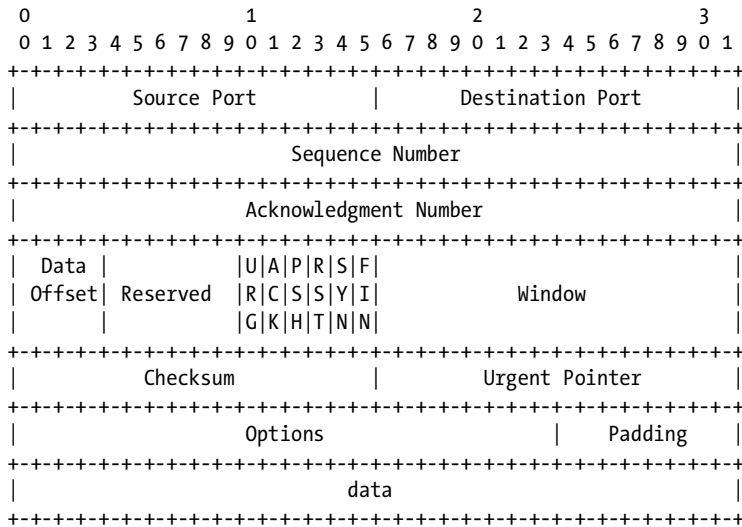 0                   1                   2                   3
 0 1 2 3 4 5 6 7 8 9 0 1 2 3 4 5 6 7 8 9 0 1 2 3 4 5 6 7 8 9 0 1
+-+-+-+-+-+-+-+-+-+-+-+-+-+-+-+-+-+-+-+-+-+-+-+-+-+-+-+-+-+-+-+-+
|          Source Port          |       Destination Port        |
+-+-+-+-+-+-+-+-+-+-+-+-+-+-+-+-+-+-+-+-+-+-+-+-+-+-+-+-+-+-+-+-+
|                        Sequence Number                        |
+-+-+-+-+-+-+-+-+-+-+-+-+-+-+-+-+-+-+-+-+-+-+-+-+-+-+-+-+-+-+-+-+
|                    Acknowledgment Number                      |
+-+-+-+-+-+-+-+-+-+-+-+-+-+-+-+-+-+-+-+-+-+-+-+-+-+-+-+-+-+-+-+-+
|  Data |           |U|A|P|R|S|F|                               |
| Offset| Reserved  |R|C|S|S|Y|I|            Window             |
|       |           |G|K|H|T|N|N|                               |
+-+-+-+-+-+-+-+-+-+-+-+-+-+-+-+-+-+-+-+-+-+-+-+-+-+-+-+-+-+-+-+-+
|           Checksum            |         Urgent Pointer        |
+-+-+-+-+-+-+-+-+-+-+-+-+-+-+-+-+-+-+-+-+-+-+-+-+-+-+-+-+-+-+-+-+
|                    Options                    |    Padding    |
+-+-+-+-+-+-+-+-+-+-+-+-+-+-+-+-+-+-+-+-+-+-+-+-+-+-+-+-+-+-+-+-+
|                             data                              |
+-+-+-+-+-+-+-+-+-+-+-+-+-+-+-+-+-+-+-+-+-+-+-+-+-+-+-+-+-+-+-+-+